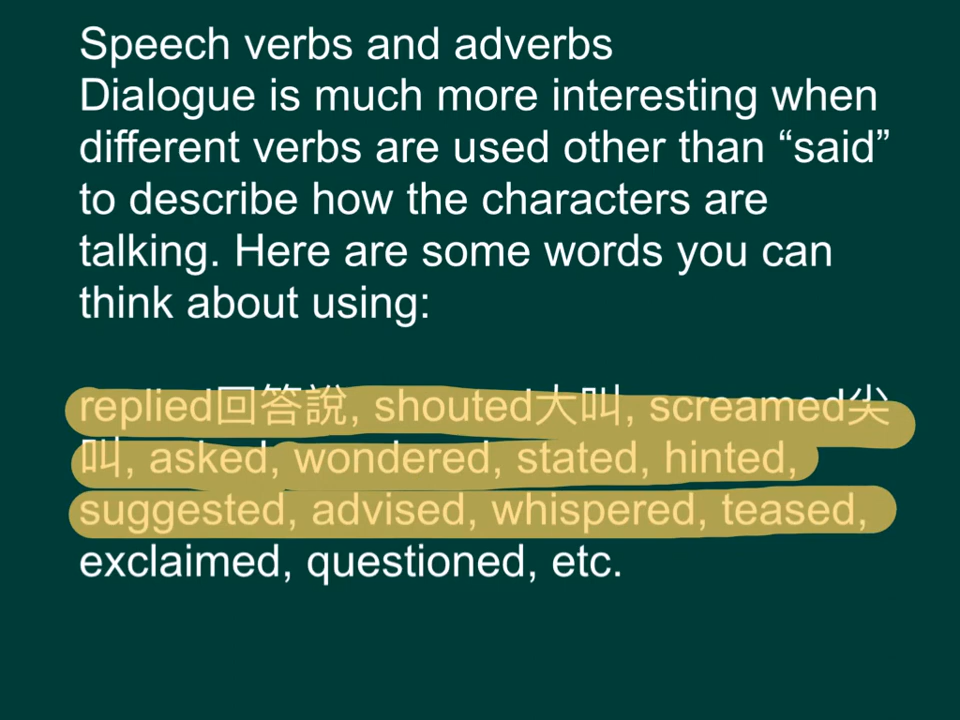 Speech verbs and adverbs
Dialogue is much more interesting when
different verbs are used other than “said”
to describe how the characters are
talking. Here are some words you can
think about using:
replied回答說, shouted大叫, screamed尖
叫, asked, wondered, stated, hinted,
suggested, advised, whispered, teased,
exclaimed, questioned, etc.